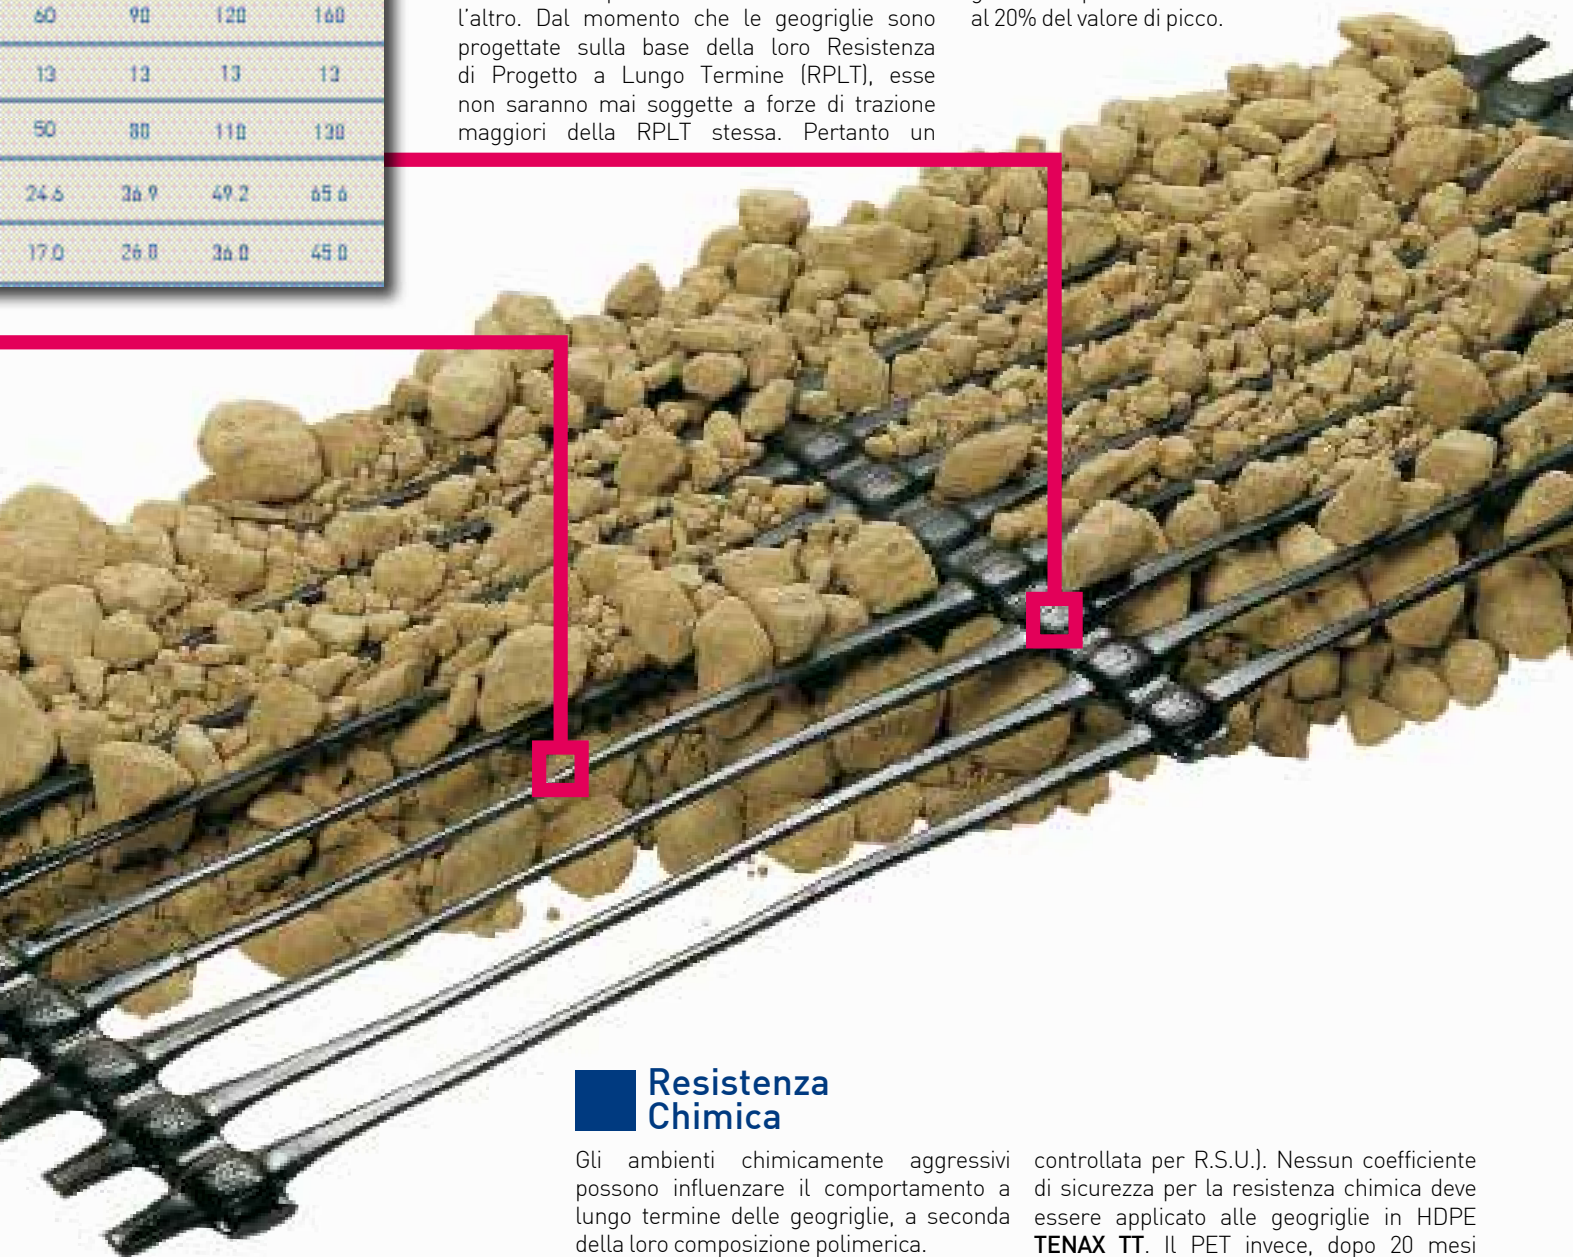 60 90 120 160
13 13 13 13
50 80 110 130
24.6 36.9 49.2 65.6
17.0 26.0 36.0 45.0
l'altro. Dal momento che le geogriglie sono
progettate sulla base della loro Resistenza
di Progetto a Lungo Termine (RPLT), esse
non saranno mai soggette a forze di trazione
maggiori della RPLT stessa. Pertanto un
al 20% del valore di picco.
Resistenza
Chimica
Gli ambienti chimicamente aggressivi
possono influenzare il comportamento a
lungo termine delle geogriglie, a seconda
della loro composizione polimerica.
controllata per R.S.U.). Nessun coefficiente
di sicurezza per la resistenza chimica deve
essere applicato alle geogriglie in HDPE
TENAX TT. Il PET invece, dopo 20 mesi